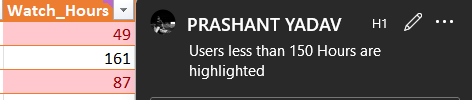 Watch_Hours
49
161
87
PRASHANT YADAV
H1
Users less than 150 Hours are
highlighted